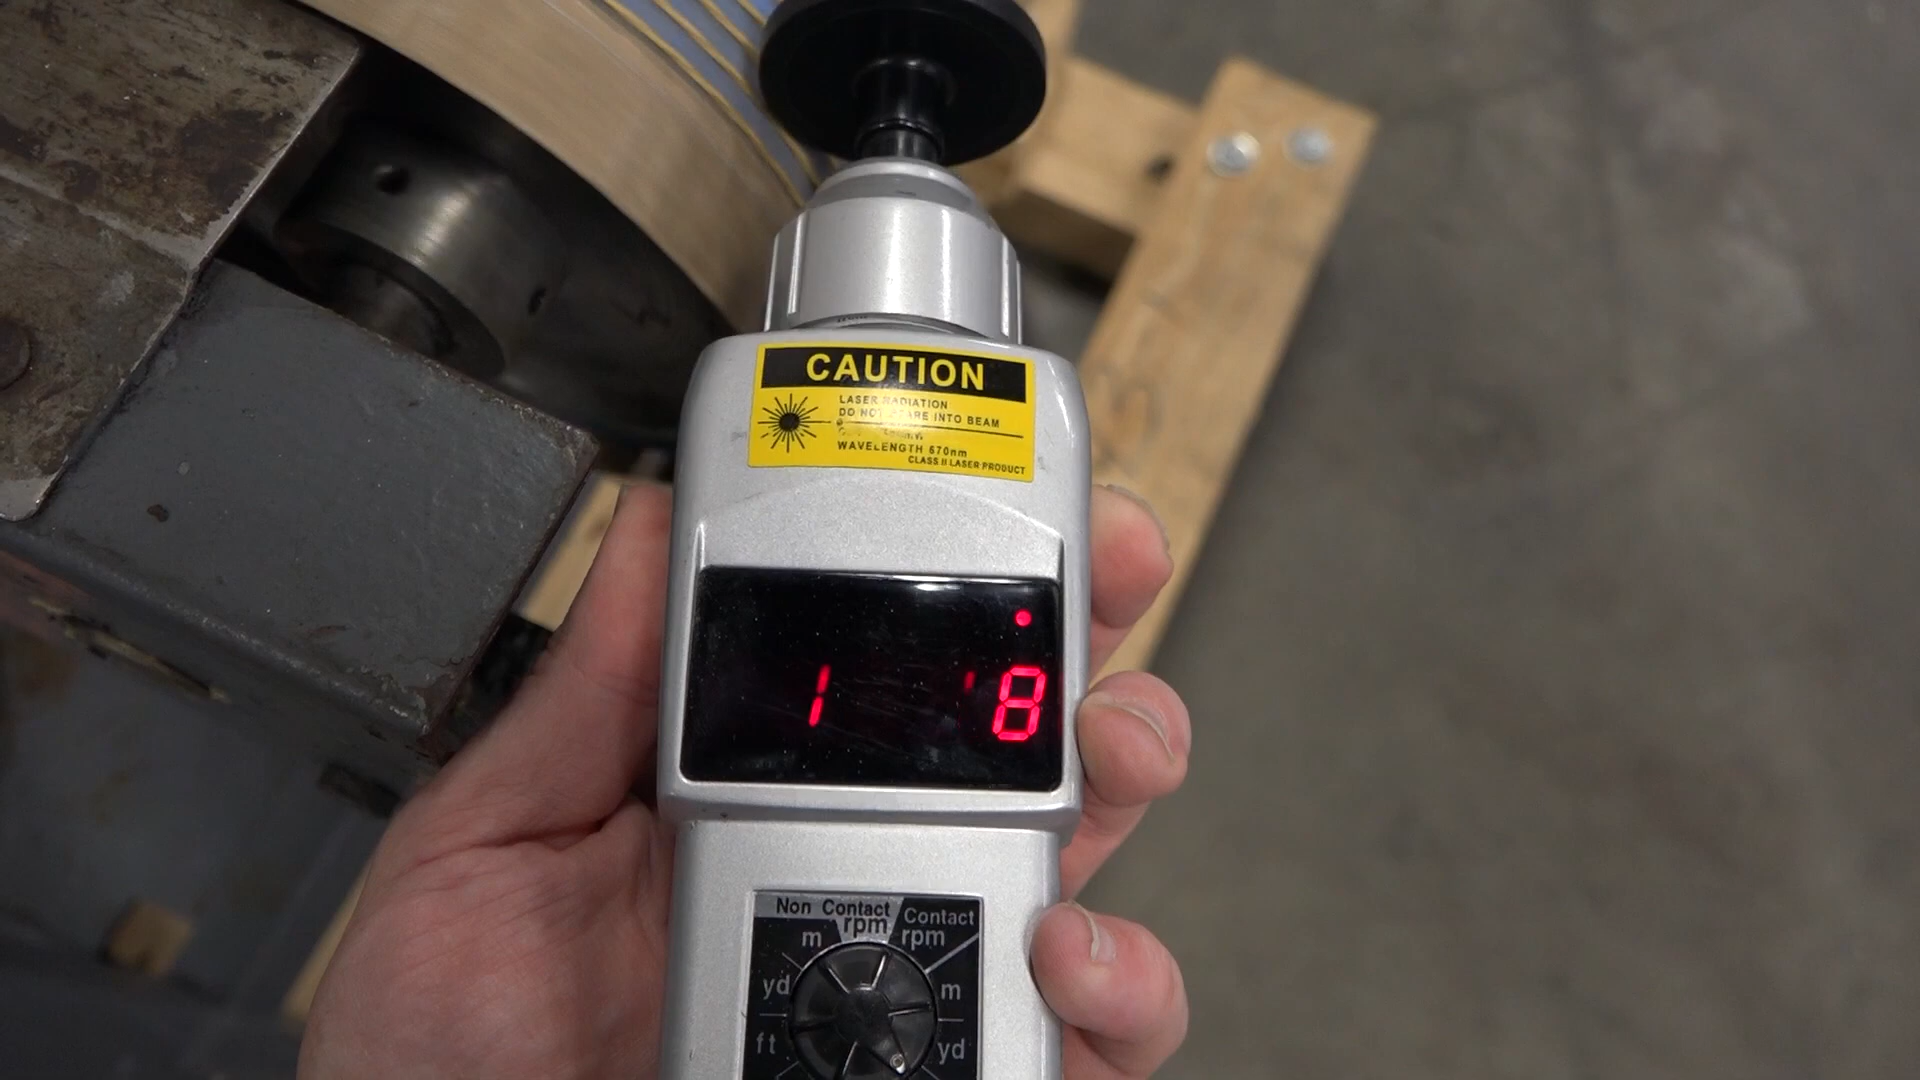 CAUTION
LASER RADIATION
DO NOT STARE INTO BEAM
WAVELENGTH 670nm
CLASS II LASER PRODUCT
1 8
Non Contact Contact
rpm rpm
m
yd m
ft yd